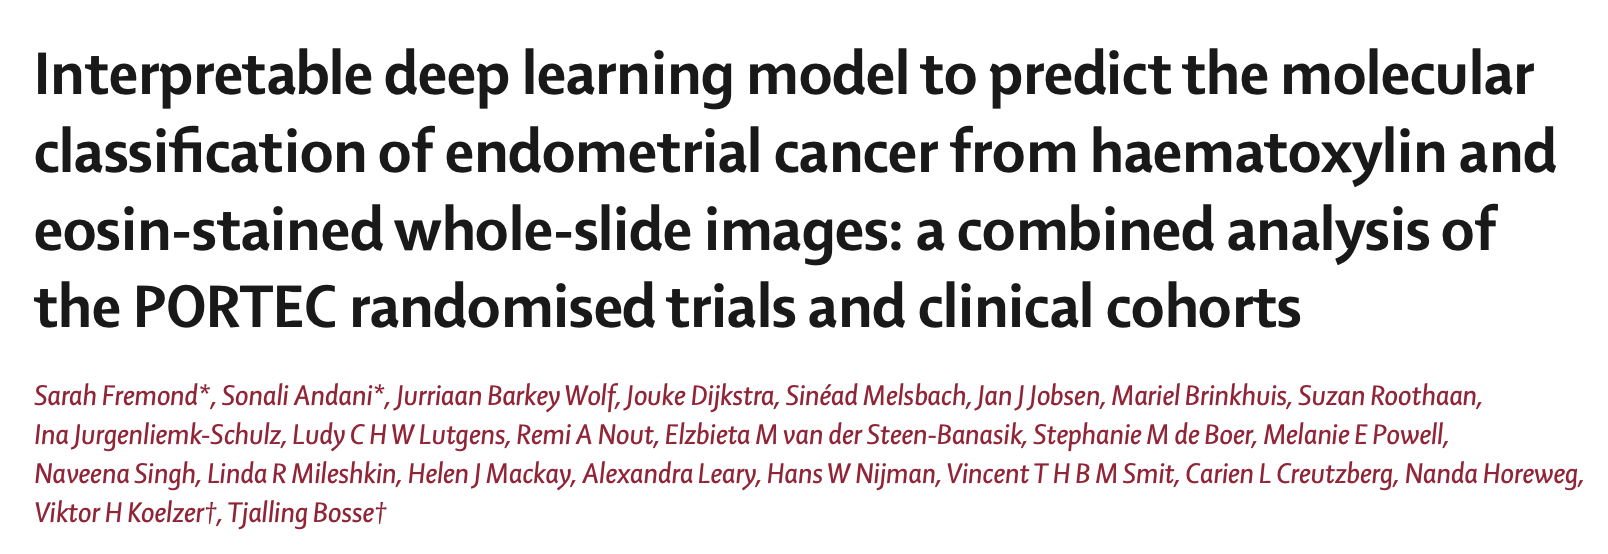 Interpretable deep learning model to predict the molecular
classification of endometrial cancer from haematoxylin and
eosin-stained whole-slide images: a combined analysis of
the PORTEC randomised trials and clinical cohorts
Sarah Fremond*, Sonali Andani*, Jurriaan Barkey Wolf, Jouke Dijkstra, Sinéad Melsbach, Jan J Jobsen, Mariel Brinkhuis, Suzan Roothaan,
Ina Jurgenliemk-Schulz, Ludy C H W Lutgens, Remi A Nout, Elzbieta M van der Steen-Banasik, Stephanie M de Boer, Melanie E Powell,
Naveena Singh, Linda R Mileshkin, Helen J Mackay, Alexandra Leary, Hans W Nijman, Vincent T H B M Smit, Carien L Creutzberg, Nanda Horeweg,
Viktor H Koelzer†, Tjalling Bosse†